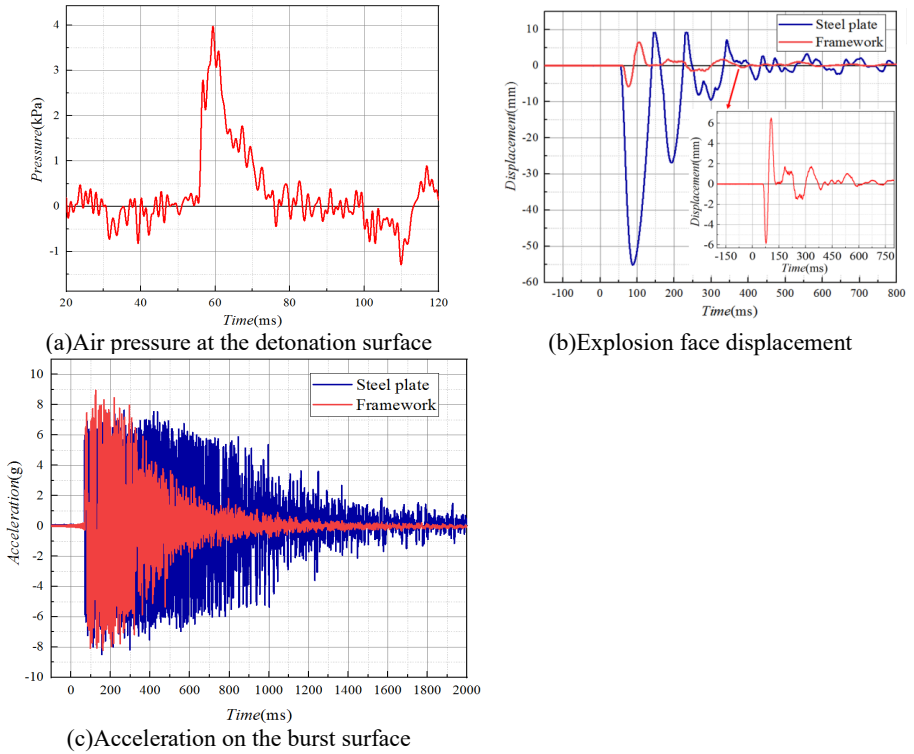 4
3
2
1
0
-1
Pressure(kPa)
20 40 60 80 100 120
Time(ms)
(a)Air pressure at the detonation surface
10
0
-10
-20
-30
-40
-50
-60
Displacement(mm)
Steel plate
Framework
6
4
2
0
-2
-4
-6
Displacement(mm)
-150 0 150 300 450 600 750
Time(ms)
-100 0 100 200 300 400 500 600 700 800
Time(ms)
(b)Explosion face displacement
10
8
6
4
2
0
-2
-4
-6
-8
-10
Acceleration(g)
Steel plate
Framework
0 200 400 600 800 1000 1200 1400 1600 1800 2000
Time(ms)
(c)Acceleration on the burst surface